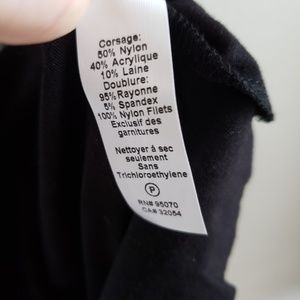 Corsage:
50% Nylon
40% Acrylique
10% Laine
Doublure:
95% Rayonne
5% Spandex
100% Nylon Filets
Exclusif des
garnitures
Nettoyer à sec
seulement
Sans
Trichloroethylene
P
RN# 95070
CA# 32054